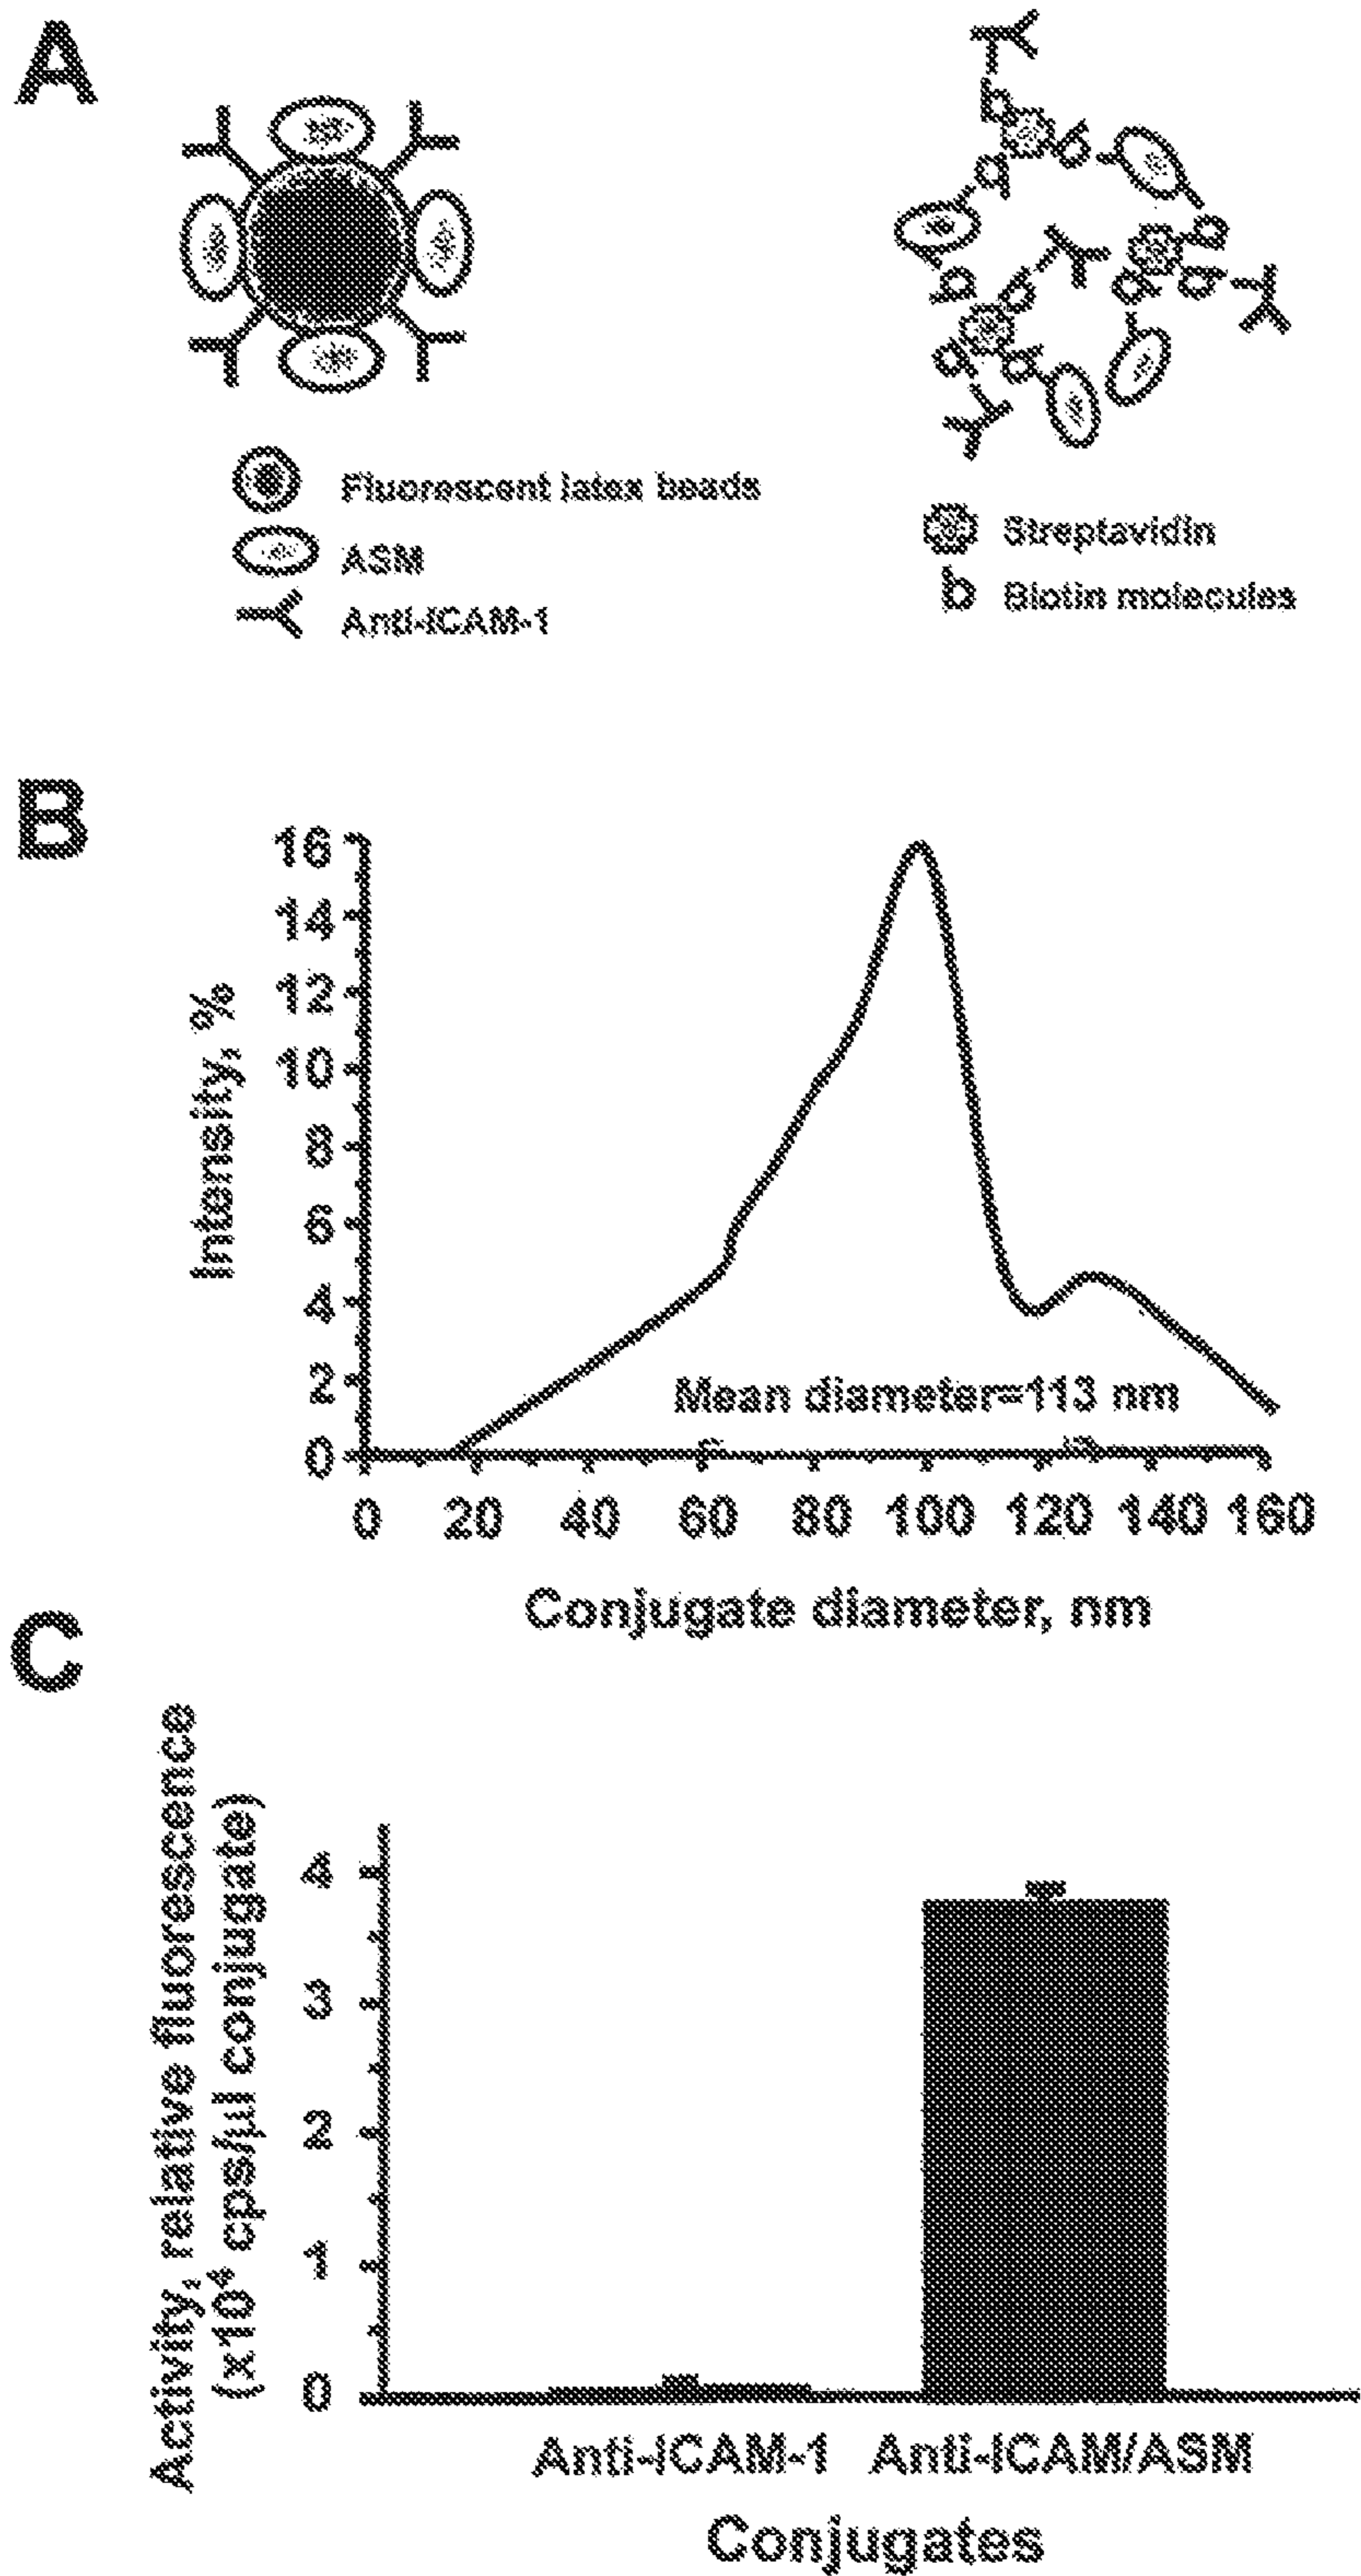 A
Fluorescent latex beads
ASM
Anti-ICAM-1
Streptavidin
b Biotin molecules
B
Intensity, %
16
14
12
10
8
6
4
2
0
Mean diameter=113 nm
0 20 40 60 80 100 120 140 160
Conjugate diameter, nm
C
Activity, relative fluorescence
(x10⁴ cps/µl conjugate)
4
3
2
1
0
Anti-ICAM-1 Anti-ICAM/ASM
Conjugates